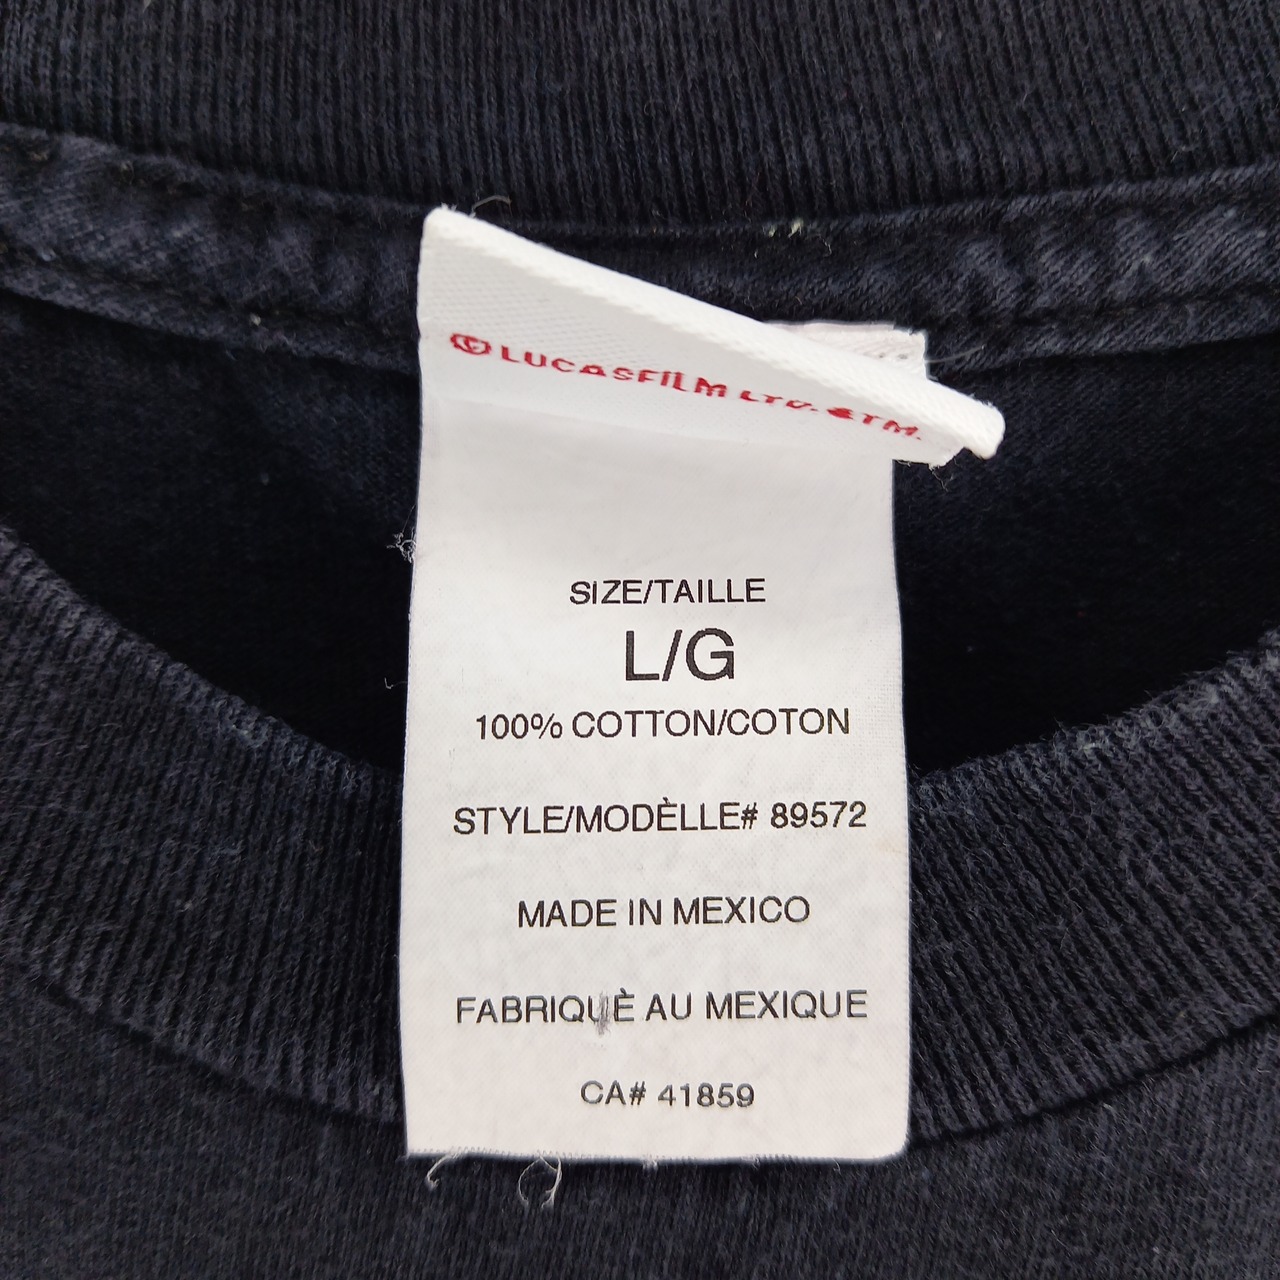 © LUCASFILM LTD. & TM.
SIZE/TAILLE
L/G
100% COTTON/COTON
STYLE/MODÈLLE# 89572
MADE IN MEXICO
FABRIQUÈ AU MEXIQUE
CA# 41859